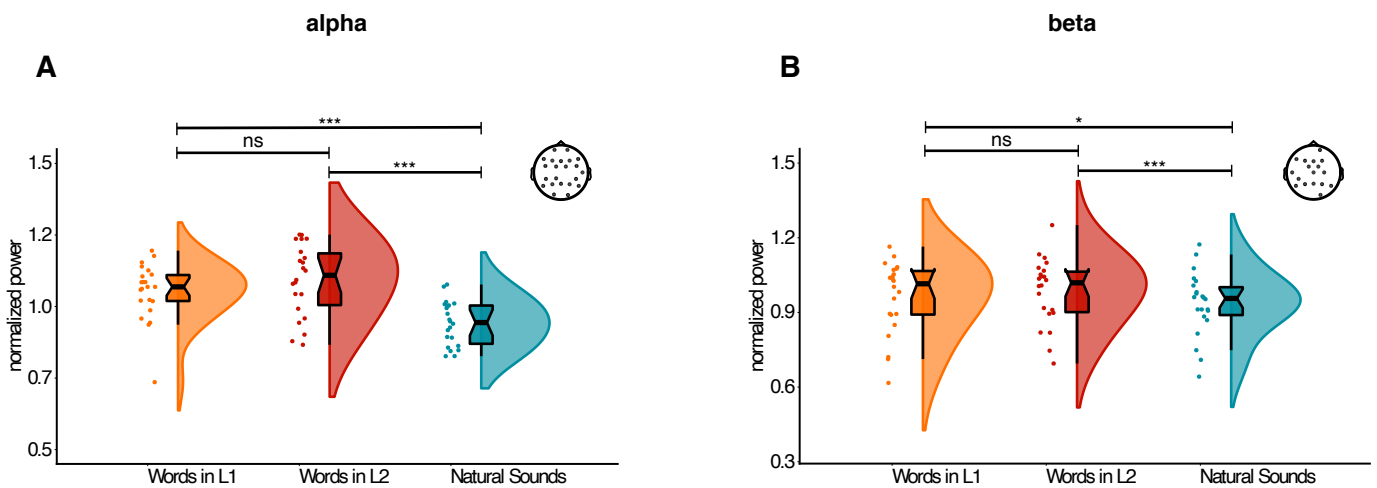 alpha
beta
A
B
***
ns
***
*
ns
***
normalized power
1.5
1.2
1.0
0.7
0.5
Words in L1
Words in L2
Natural Sounds
normalized power
1.5
1.2
0.9
0.6
0.3
Words in L1
Words in L2
Natural Sounds